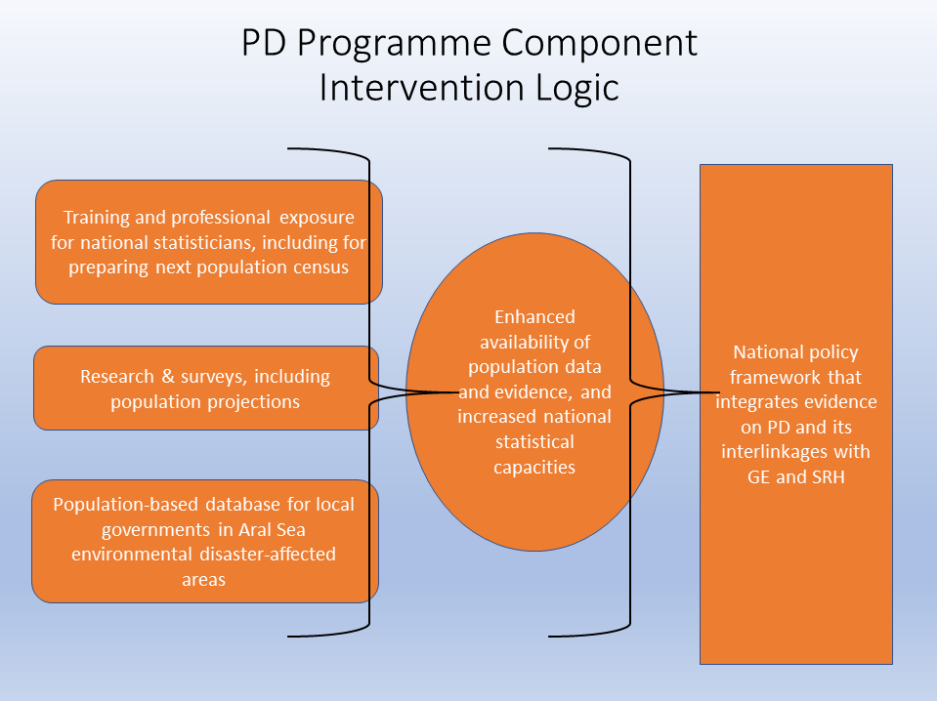 PD Programme Component
Intervention Logic
Training and professional exposure
for national statisticians, including for
preparing next population census
Research & surveys, including
population projections
Population-based database for local
governments in Aral Sea
environmental disaster-affected
areas
Enhanced
availability of
population data
and evidence, and
increased national
statistical
capacities
National policy
framework that
integrates evidence
on PD and its
interlinkages with
GE and SRH